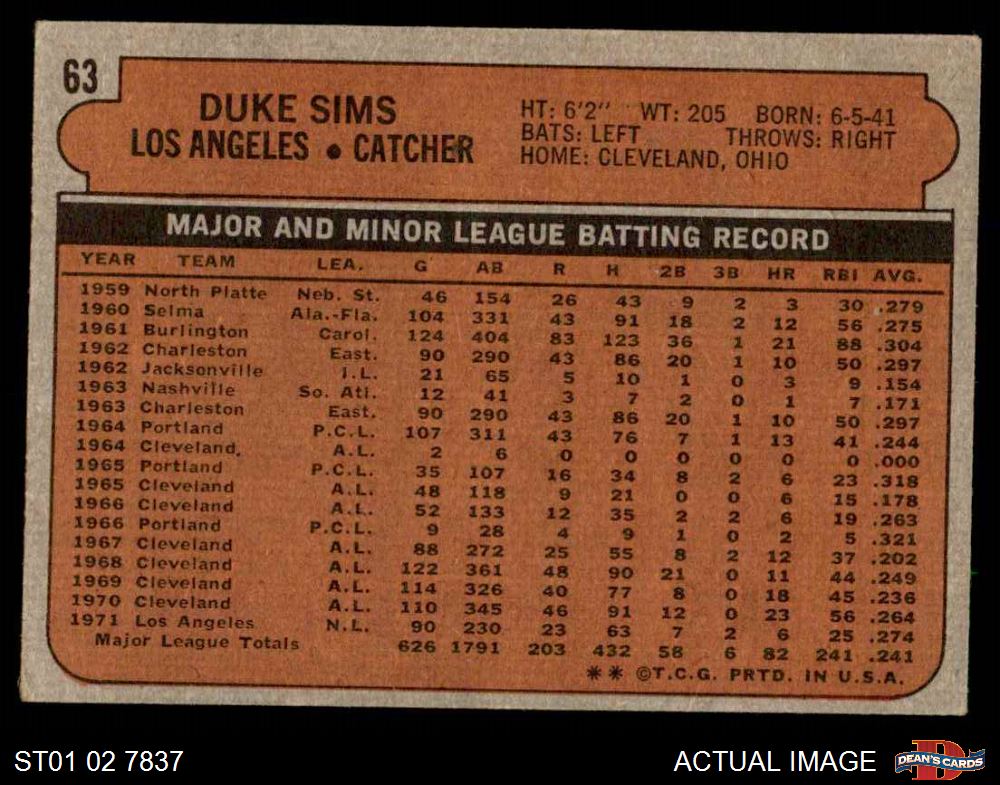 63
DUKE SIMS
LOS ANGELES • CATCHER
HT: 6'2" WT: 205 BORN: 6-5-41
BATS: LEFT THROWS: RIGHT
HOME: CLEVELAND, OHIO
MAJOR AND MINOR LEAGUE BATTING RECORD
YEAR TEAM LEA. G AB R H 2B 3B HR RBI AVG.
1959 North Platte Neb. St. 46 154 26 43 9 2 3 30 .279
1960 Selma Ala.-Fla. 104 331 43 91 18 2 12 56 .275
1961 Burlington Carol. 124 404 83 123 36 1 21 88 .304
1962 Charleston East. 90 290 43 86 20 1 10 50 .297
1962 Jacksonville I.L. 21 65 5 10 1 0 3 9 .154
1963 Nashville So. Atl. 12 41 3 7 2 0 1 7 .171
1963 Charleston East. 90 290 43 86 20 1 10 50 .297
1964 Portland P.C.L. 107 311 43 76 7 1 13 41 .244
1964 Cleveland. A.L. 2 6 0 0 0 0 0 0 .000
1965 Portland P.C.L. 35 107 16 34 8 2 6 23 .318
1965 Cleveland A.L. 48 118 9 21 0 0 6 15 .178
1966 Cleveland A.L. 52 133 12 35 2 2 6 19 .263
1966 Portland P.C.L. 9 28 4 9 1 0 2 5 .321
1967 Cleveland A.L. 88 272 25 55 8 2 12 37 .202
1968 Cleveland A.L. 122 361 48 90 21 0 11 44 .249
1969 Cleveland A.L. 114 326 40 77 8 0 18 45 .236
1970 Cleveland A.L. 110 345 46 91 12 0 23 56 .264
1971 Los Angeles N.L. 90 230 23 63 7 2 6 25 .274
Major League Totals 626 1791 203 432 58 6 82 241 .241
** ©T.C.G. PRTD. IN U.S.A.
ST01 02 7837
ACTUAL IMAGE
DEAN'S CARDS